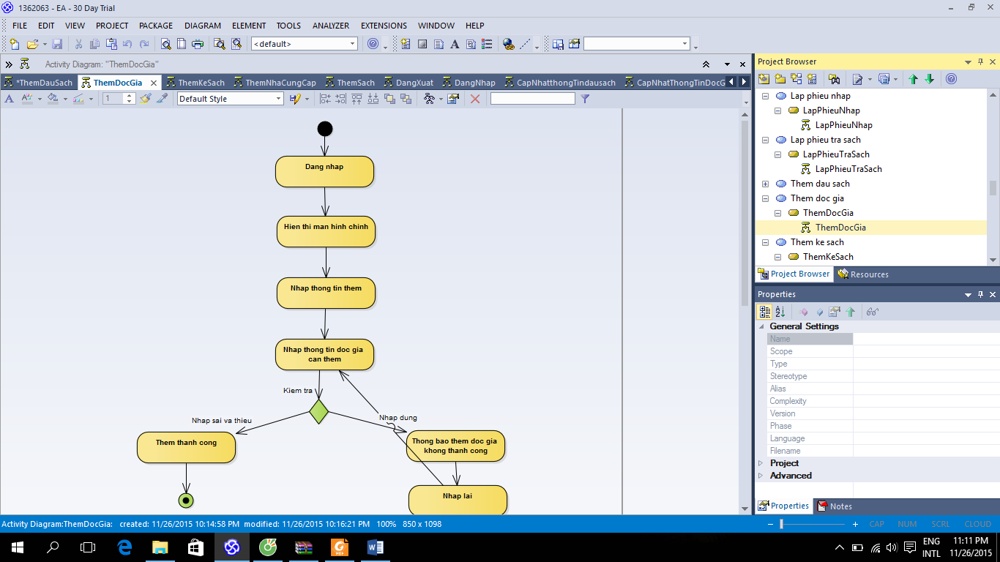 1362063 - EA - 30 Day Trial
FILE EDIT VIEW PROJECT PACKAGE DIAGRAM ELEMENT TOOLS ANALYZER EXTENSIONS WINDOW HELP
<default>
Activity Diagram: "ThemDocGia"
*ThemDauSach ThemDocGia ThemKeSach ThemNhaCungCap ThemSach DangXuat DangNhap CapNhatthongTindausach CapNhatThongTinDocG
1 Default Style
Dang nhap
Hien thi man hinh chinh
Nhap thong tin them
Nhap thong tin doc gia
can them
Kiem tra
Nhap sai va thieu
Nhap dung
Them thanh cong
Thong bao them doc gia
khong thanh cong
Nhap lai
Project Browser
Lap phieu nhap
LapPhieuNhap
LapPhieuNhap
Lap phieu tra sach
LapPhieuTraSach
LapPhieuTraSach
Them dau sach
Them doc gia
ThemDocGia
ThemDocGia
Them ke sach
ThemKeSach
Project Browser Resources
Properties
General Settings
Name
Scope
Type
Stereotype
Alias
Complexity
Version
Phase
Language
Filename
Project
Advanced
Properties Notes
Activity Diagram:ThemDocGia: created: 11/26/2015 10:14:58 PM modified: 11/26/2015 10:16:21 PM 100% 850 x 1098
CAP NUM SCRL CLOUD
ENG
INTL
11:11 PM
11/26/2015